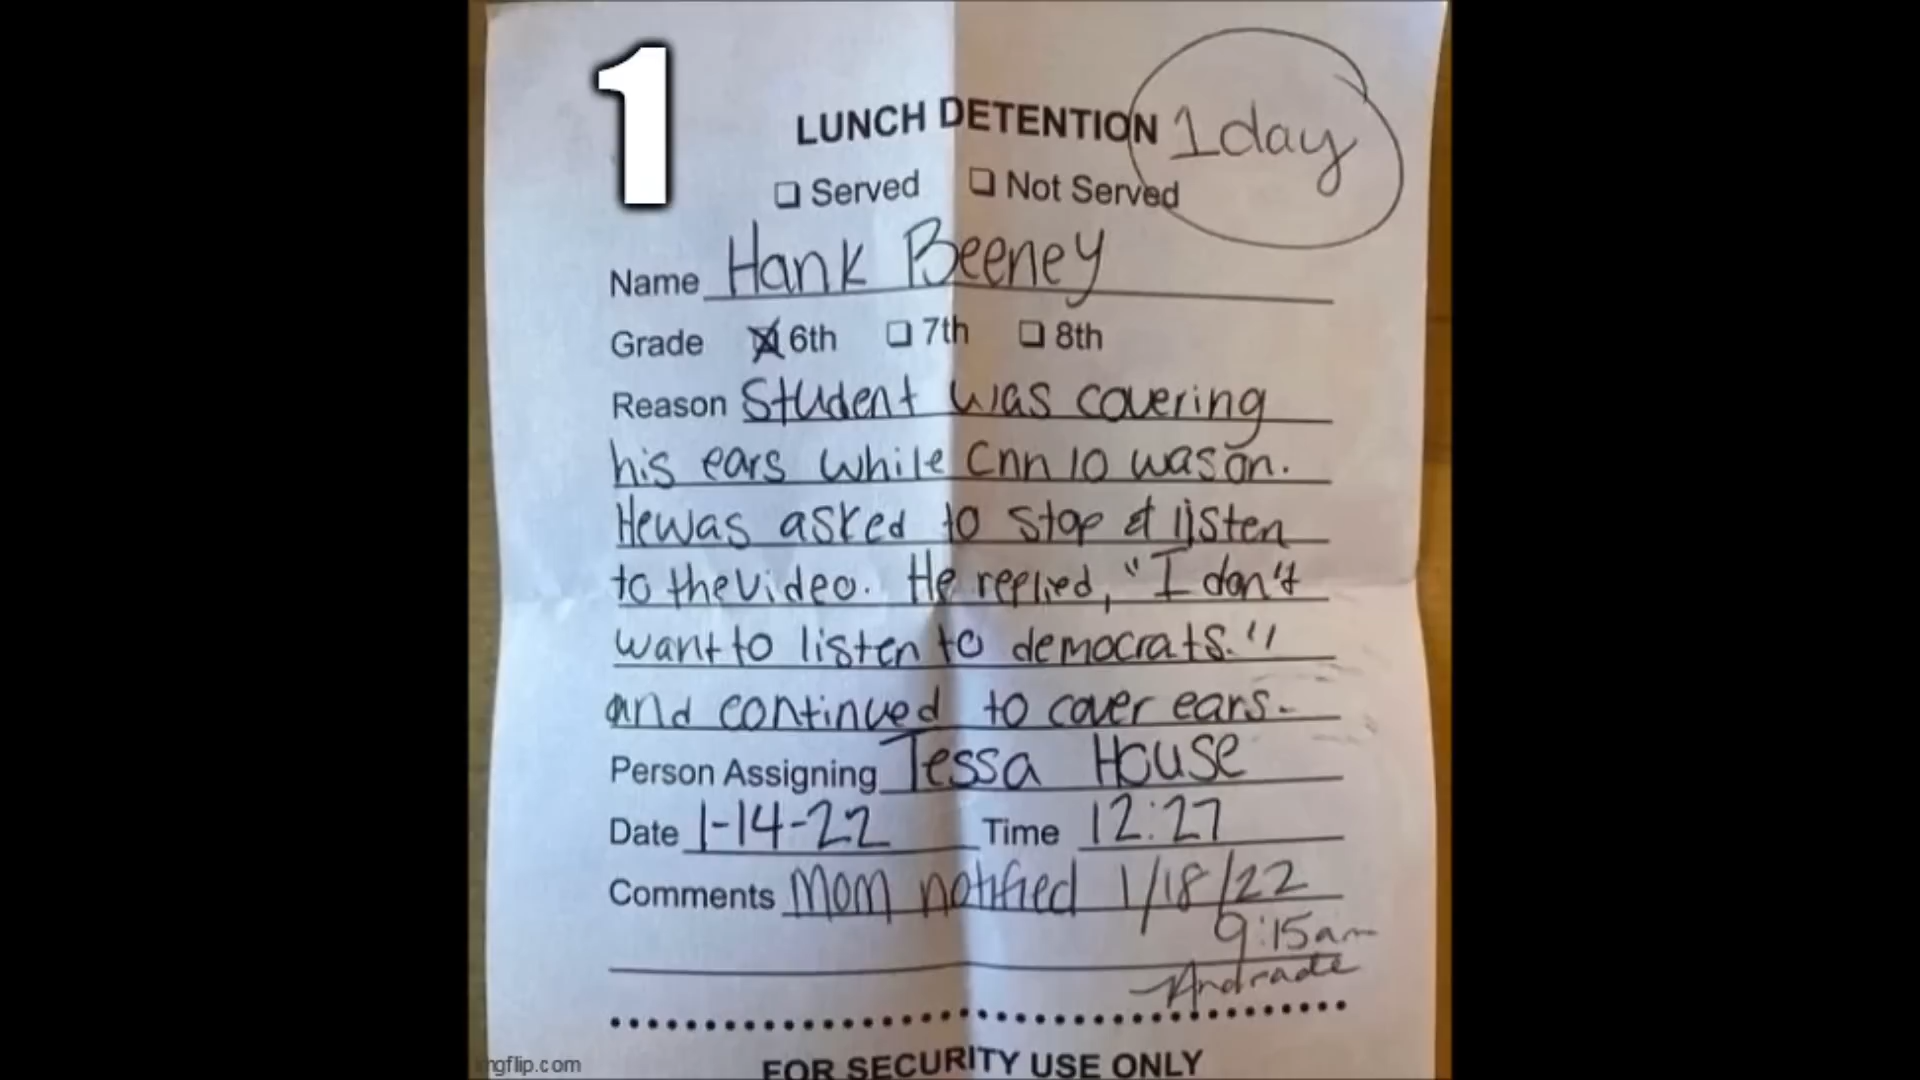 1
LUNCH DETENTION 1 day
❑ Served ❑ Not Served
Name Hank Beeney
Grade ☒ 6th ❑ 7th ❑ 8th
Reason Student was covering
his ears while Cnn 10 was on.
He was asked to stop & listen
to the video. He replied, "I don't
want to listen to democrats."
and continued to cover ears.
Person Assigning Tessa House
Date 1-14-22 Time 12:27
Comments Mom notified 1/18/22
9:15am
Andrade
FOR SECURITY USE ONLY
imgflip.com